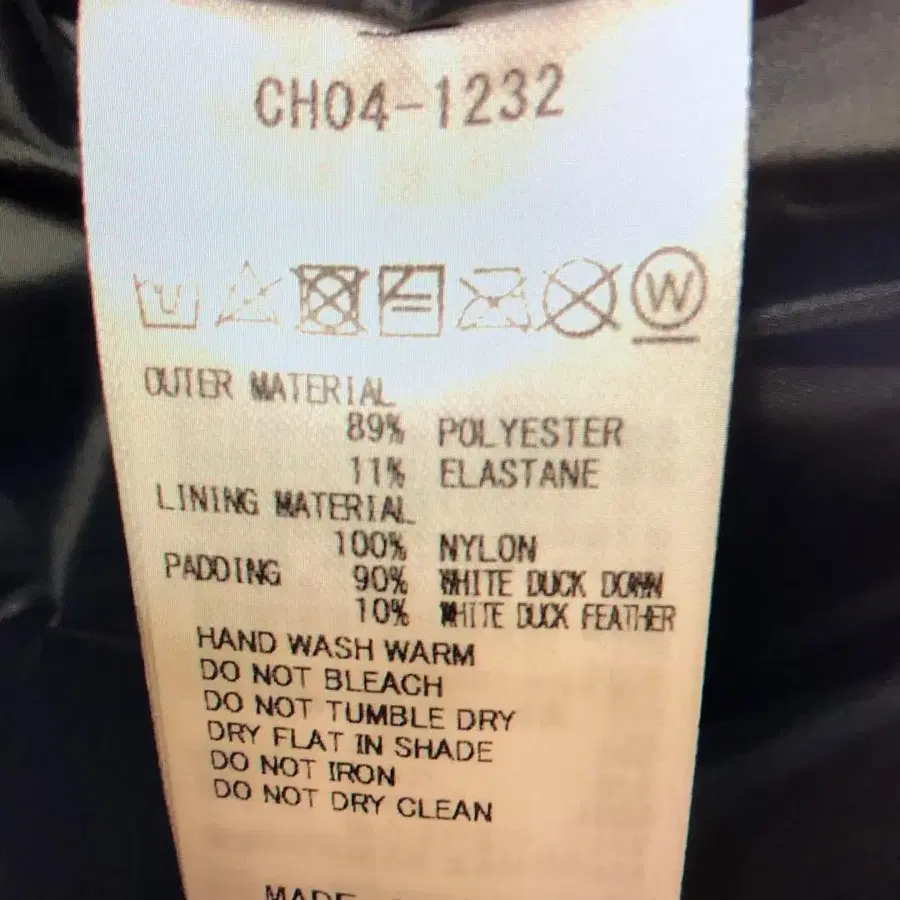 CH04-1232
W
OUTER MATERIAL
89% POLYESTER
11% ELASTANE
LINING MATERIAL
100% NYLON
PADDING 90% WHITE DUCK DOWN
10% WHITE DUCK FEATHER
HAND WASH WARM
DO NOT BLEACH
DO NOT TUMBLE DRY
DRY FLAT IN SHADE
DO NOT IRON
DO NOT DRY CLEAN
MADE